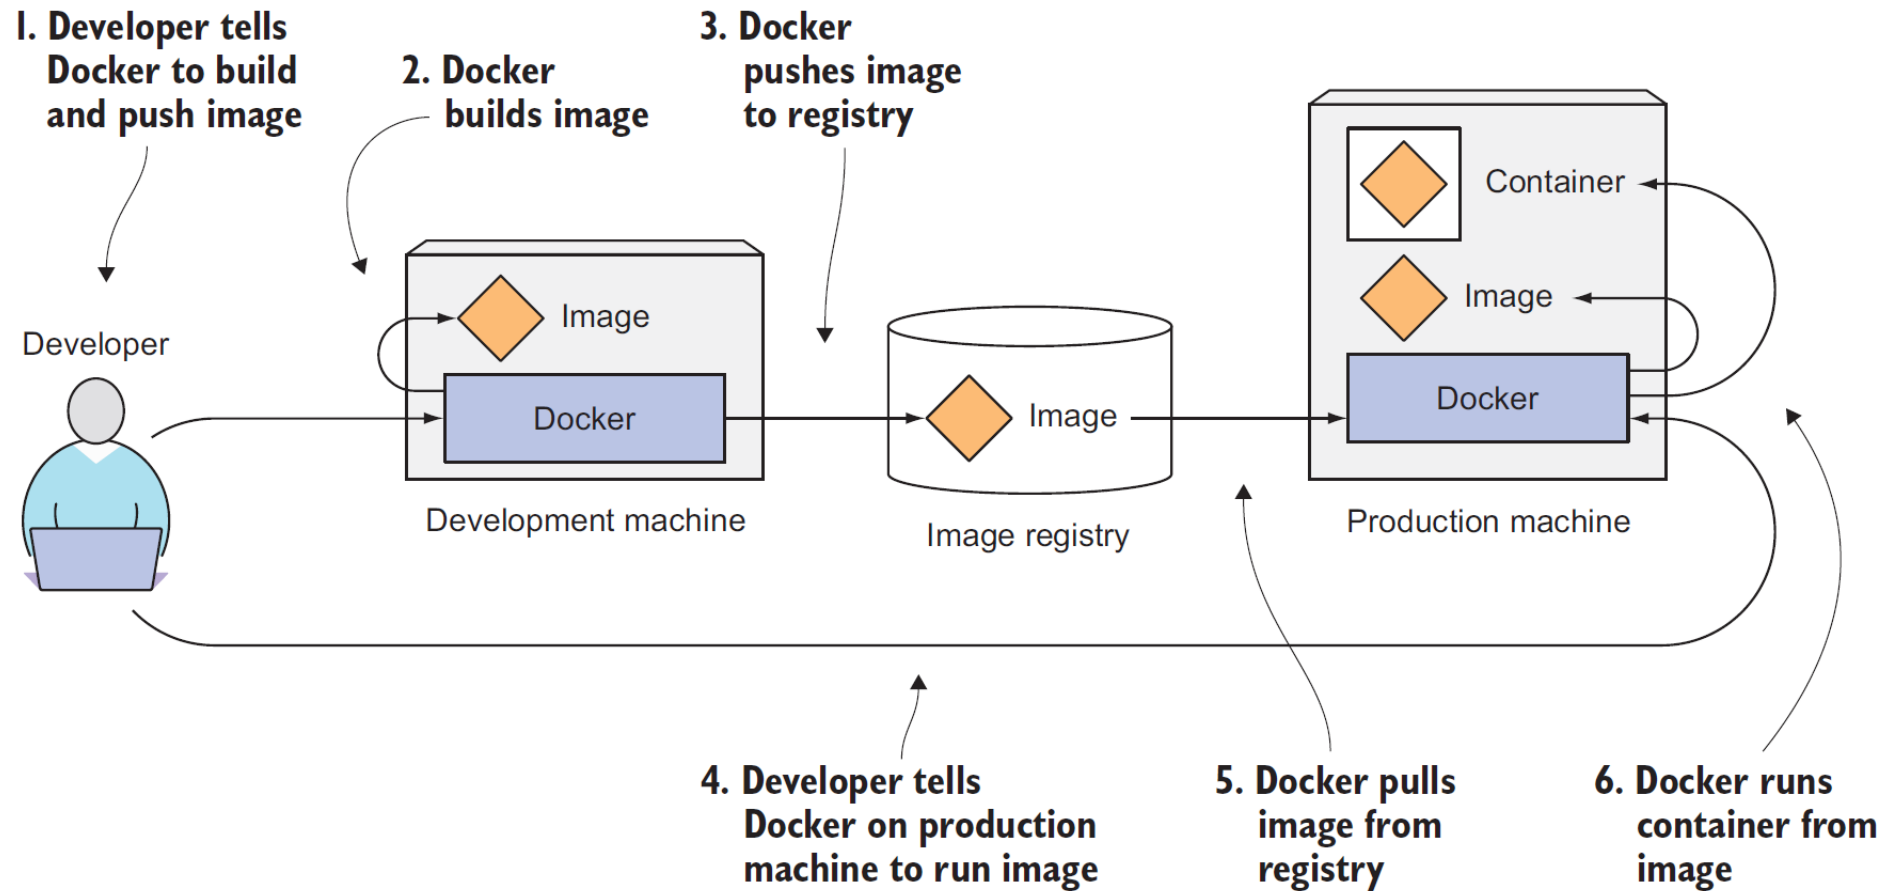 1. Developer tells
Docker to build
and push image
2. Docker
builds image
3. Docker
pushes image
to registry
Container
Image
Docker
Production machine
Image
Docker
Development machine
Image
Image registry
Developer
4. Developer tells
Docker on production
machine to run image
5. Docker pulls
image from
registry
6. Docker runs
container from
image